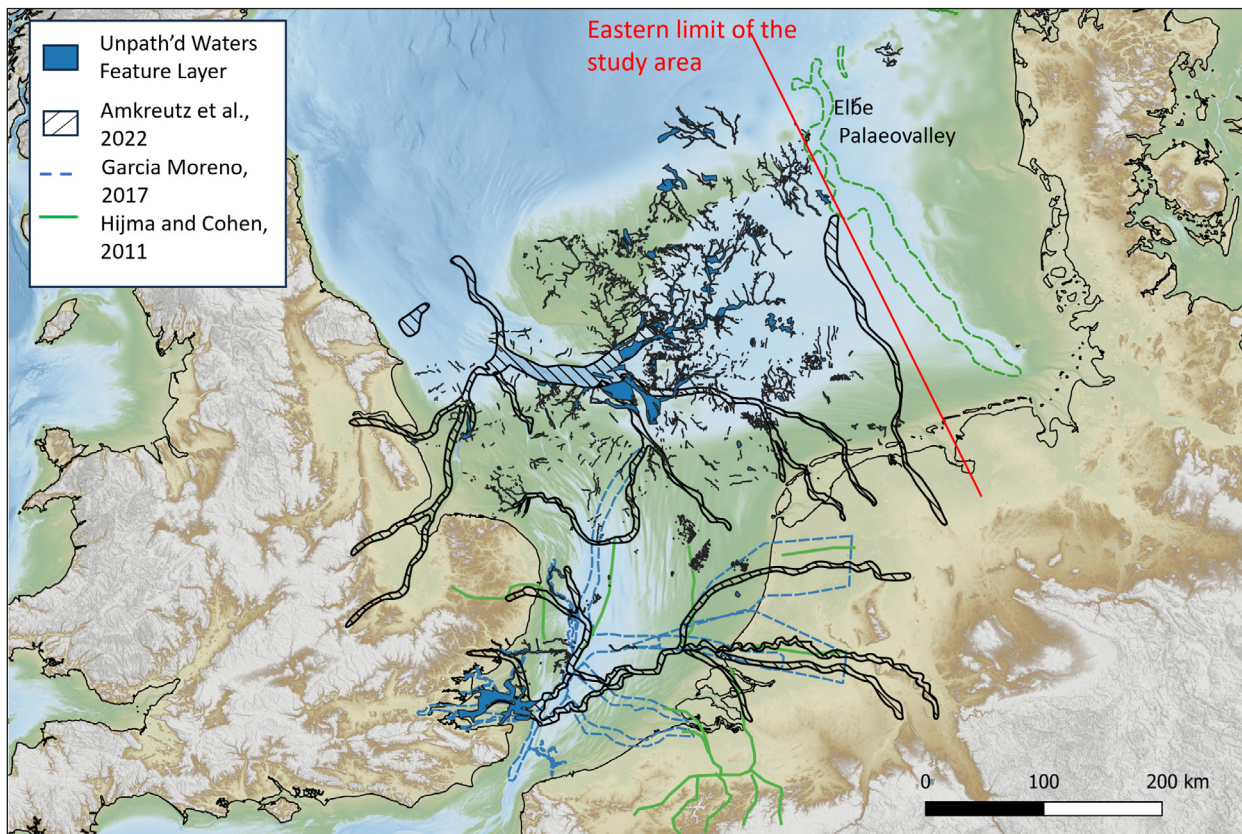 Unpath'd Waters
Feature Layer
Amkreutz et al.,
2022
Garcia Moreno,
2017
Hijma and Cohen,
2011
Eastern limit of the
study area
Elbe
Palaeovalley
0 100 200 km